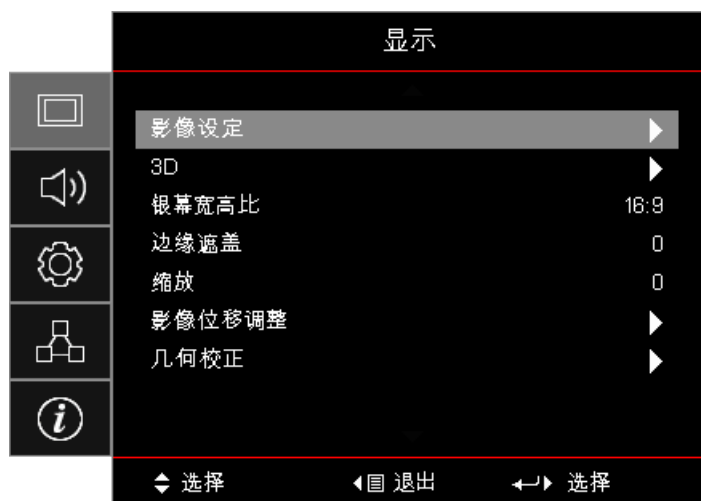 显示
影像设定
3D
银幕宽高比 16:9
边缘遮盖 0
缩放 0
影像位移调整
几何校正
选择 退出 选择